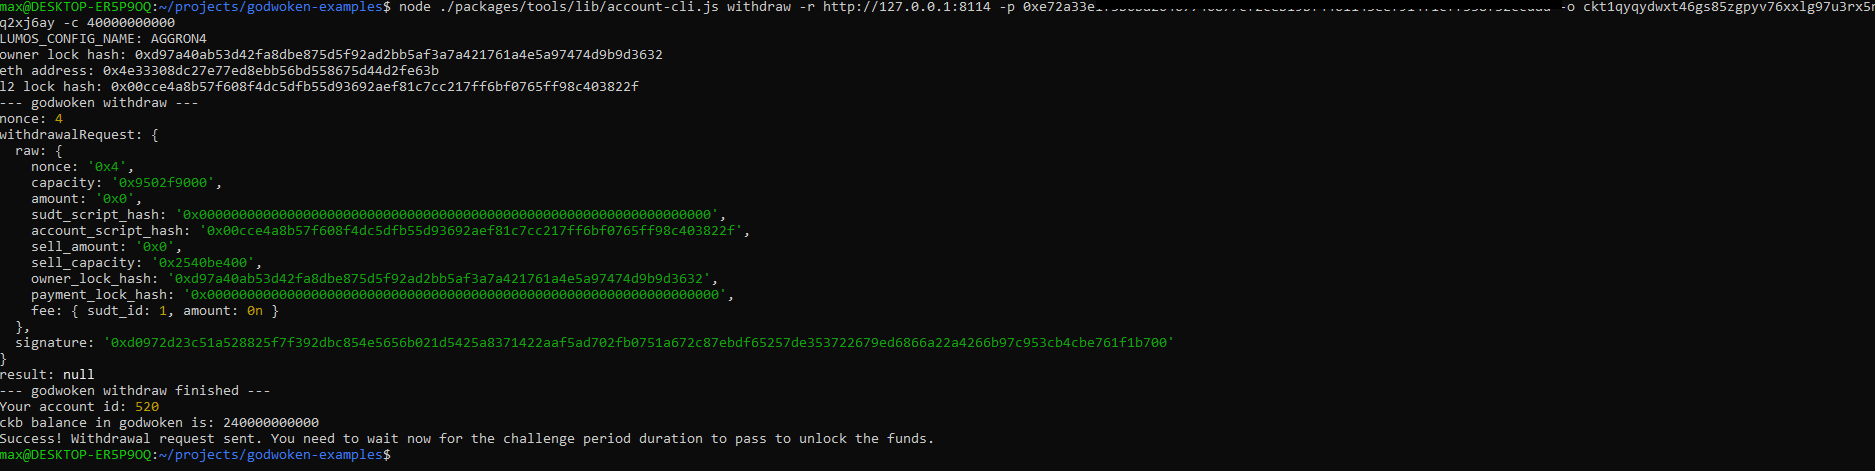 max@DESKTOP-ER5P9OQ:~/projects/godwoken-examples$ node ./packages/tools/lib/account-cli.js withdraw -r http://127.0.0.1:8114 -p -o ckt1qyqydwxt46gs85zgpyv76xxlg97u3rx5n
q2xj6ay -c 40000000000
LUMOS_CONFIG_NAME: AGGRON4
owner lock hash: 0xd97a40ab53d42fa8dbe875d5f92ad2bb5af3a7a421761a4e5a97474d9b9d3632
eth address: 0x4e33308dc27e77ed8ebb56bd558675d44d2fe63b
l2 lock hash: 0x00cce4a8b57f608f4dc5dfb55d93692aef81c7cc217ff6bf0765ff98c403822f
--- godwoken withdraw ---
nonce: 4
withdrawalRequest: {
  raw: {
    nonce: '0x4',
    capacity: '0x9502f9000',
    amount: '0x0',
    sudt_script_hash: '0x0000000000000000000000000000000000000000000000000000000000000000',
    account_script_hash: '0x00cce4a8b57f608f4dc5dfb55d93692aef81c7cc217ff6bf0765ff98c403822f',
    sell_amount: '0x0',
    sell_capacity: '0x2540be400',
    owner_lock_hash: '0xd97a40ab53d42fa8dbe875d5f92ad2bb5af3a7a421761a4e5a97474d9b9d3632',
    payment_lock_hash: '0x0000000000000000000000000000000000000000000000000000000000000000',
    fee: { sudt_id: 1, amount: 0n }
  },
  signature: '0xd0972d23c51a528825f7f392dbc854e5656b021d5425a8371422aaf5ad702fb0751a672c87ebdf65257de353722679ed6866a22a4266b97c953cb4cbe761f1b700'
}
result: null
--- godwoken withdraw finished ---
Your account id: 520
ckb balance in godwoken is: 240000000000
Success! Withdrawal request sent. You need to wait now for the challenge period duration to pass to unlock the funds.
max@DESKTOP-ER5P9OQ:~/projects/godwoken-examples$